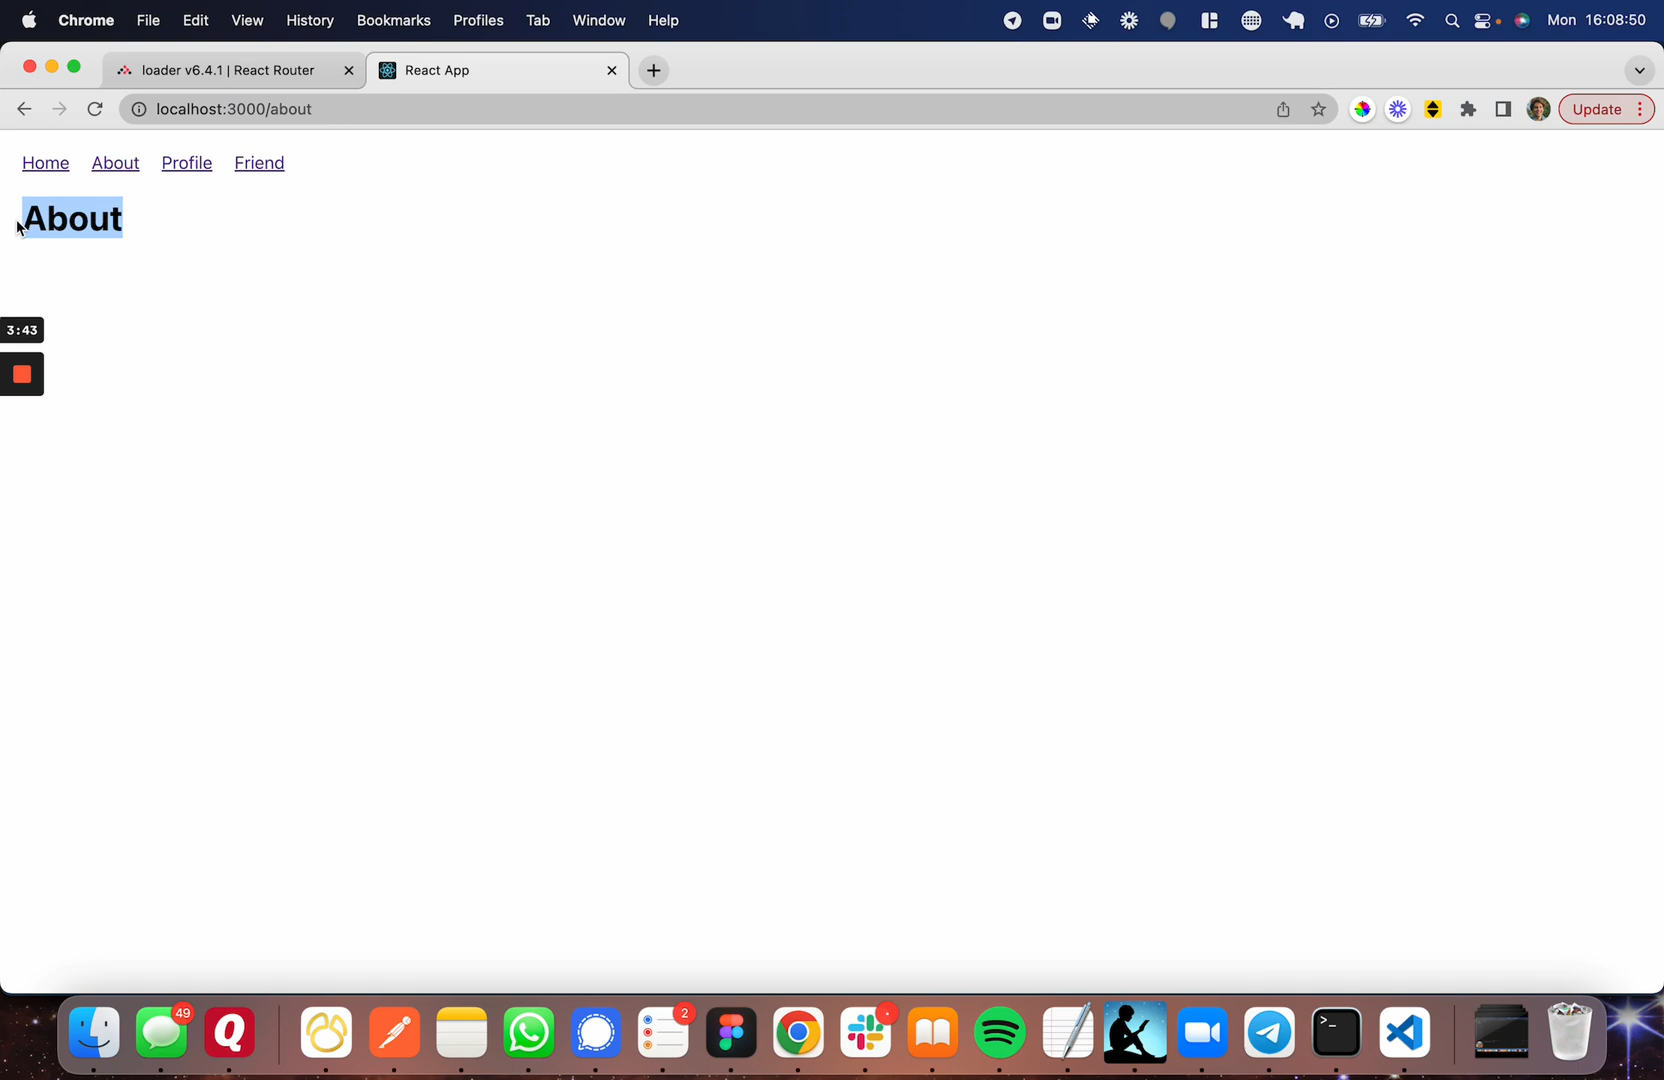 Chrome File Edit View History Bookmarks Profiles Tab Window Help Mon 16:08:50
loader v6.4.1 | React Router React App
localhost:3000/about Update
Home About Profile Friend
About
3:43
49 2